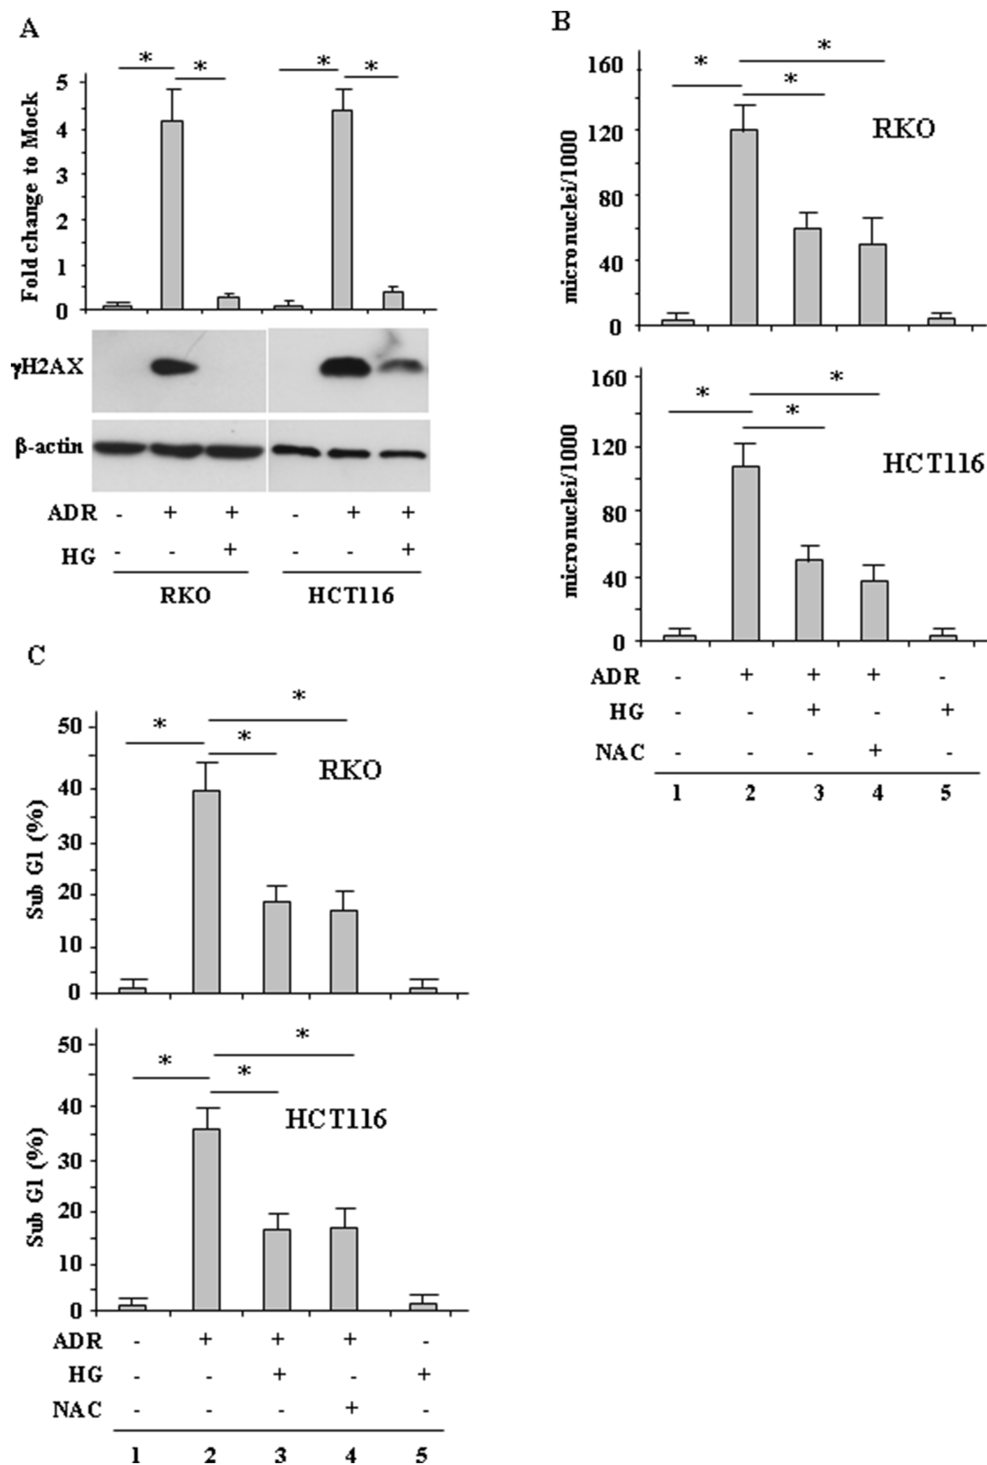 A
* * * *
5
4
3
2
1
0
Fold change to Mock
γH2AX
β-actin
ADR - + + - + +
HG - - + - - +
RKO HCT116
B
* * *
160
120
80
40
0
micronuclei/1000
RKO
* * *
160
120
80
40
0
micronuclei/1000
HCT116
ADR - + + + -
HG - - + - +
NAC - - - + -
1 2 3 4 5
C
* * *
50
40
30
20
10
0
Sub G1 (%)
RKO
* * *
50
40
30
20
10
0
Sub G1 (%)
HCT116
ADR - + + + -
HG - - + - +
NAC - - - + -
1 2 3 4 5